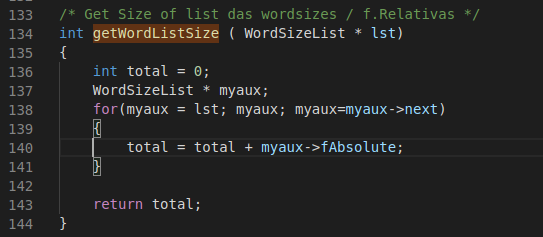 133 /* Get Size of list das wordsizes / f.Relativas */
134 int getWordListSize ( WordSizeList * lst)
135 {
136 int total = 0;
137 WordSizeList * myaux;
138 for(myaux = lst; myaux; myaux=myaux->next)
139 {
140 total = total + myaux->fAbsolute;
141 }
142
143 return total;
144 }